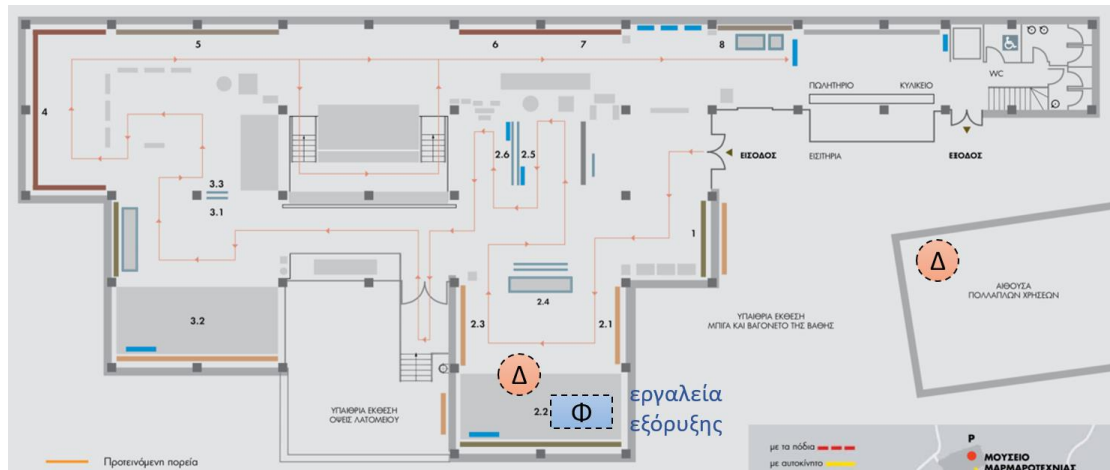 5
6
7
8
4
WC
ΠΩΛΗΤΗΡΙΟ
ΚΥΛΙΚΕΙΟ
2.6
2.5
ΕΙΣΟΔΟΣ
ΕΙΣΙΤΗΡΙΑ
ΕΞΟΔΟΣ
3.3
3.1
1
Δ
ΑΙΘΟΥΣΑ
ΠΟΛΛΑΠΛΩΝ ΧΡΗΣΕΩΝ
2.4
3.2
2.3
2.1
ΥΠΑΙΘΡΙΑ ΕΚΘΕΣΗ
ΜΠΙΓΑ ΚΑΙ ΒΑΓΟΝΕΤΟ ΤΗΣ ΒΑΘΗΣ
Δ
2.2
Φ
εργαλεία
εξόρυξης
ΥΠΑΙΘΡΙΑ ΕΚΘΕΣΗ
ΟΨΕΙΣ ΛΑΤΟΜΕΙΟΥ
Προτεινόμενη πορεία
με τα πόδια
με αυτοκίνητο
P
ΜΟΥΣΕΙΟ
ΜΑΡΜΑΡΟΤΕΧΝΙΑΣ